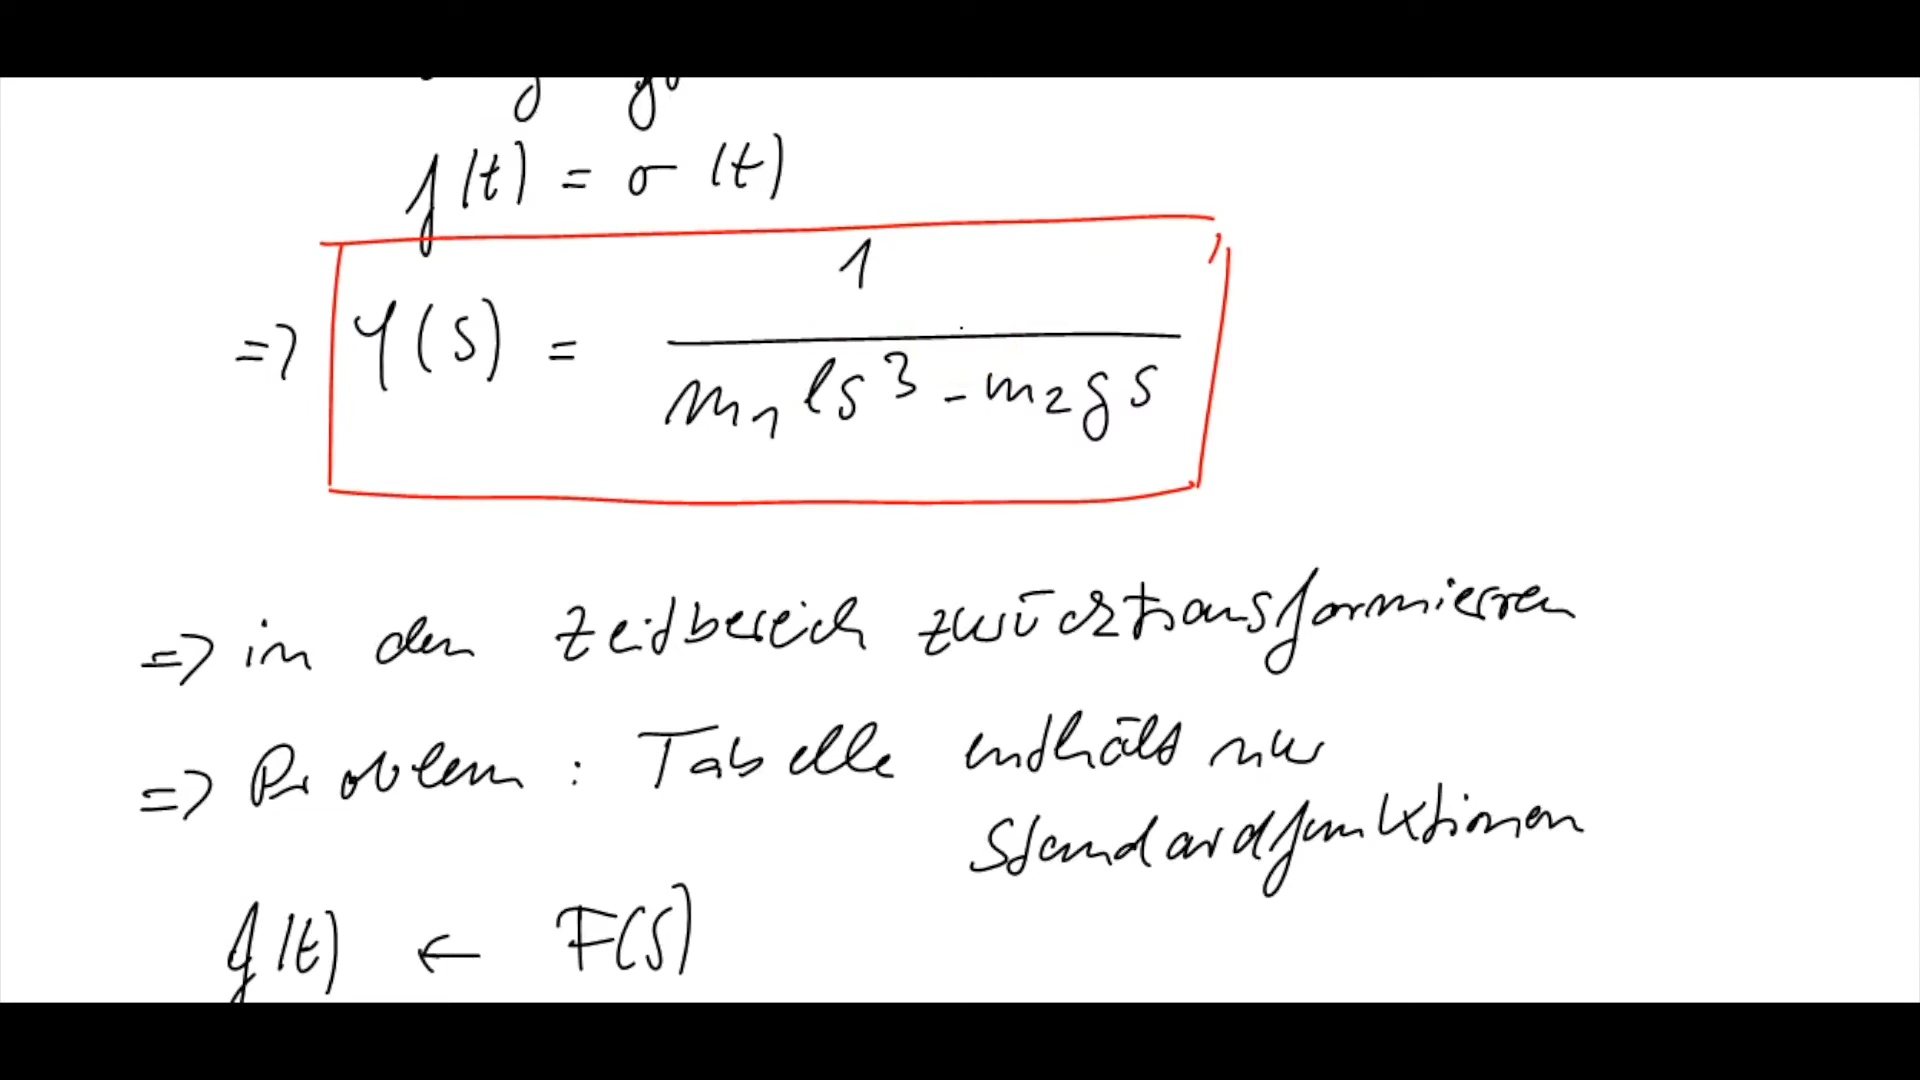 f(t) = σ(t)
1
=> Y(s) = ———
m₁ls³ - m₂gs
=> in den Zeitbereich zurücktransformieren
=> Problem : Tabelle enthält nur
Standardfunktionen
f(t) ← F(s)